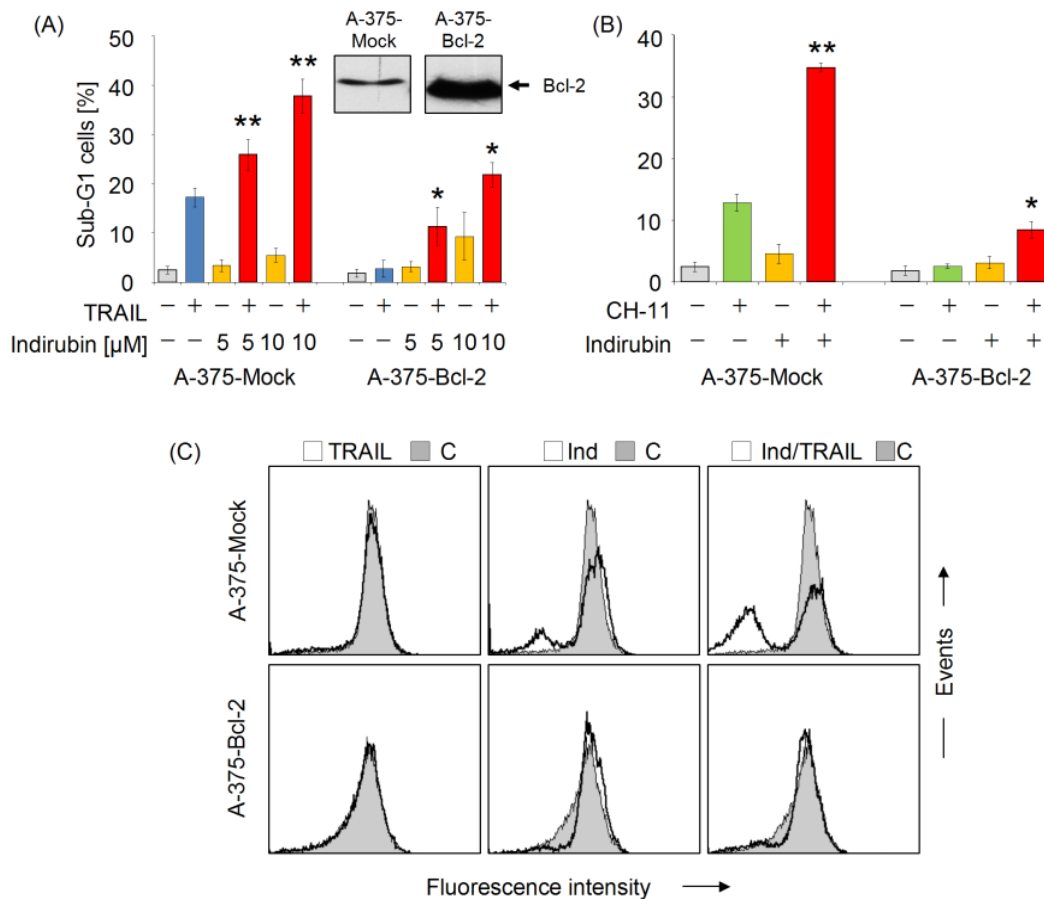 (A)
A-375-
Mock
A-375-
Bcl-2
Bcl-2
Sub-G1 cells [%]
50
40
30
20
10
0
** ** * *
TRAIL − + − + − + − + − + − +
Indirubin [µM] − − 5 5 10 10 − − 5 5 10 10
A-375-Mock A-375-Bcl-2
(B)
40
30
20
10
0
** *
CH-11 − + − + − + − +
Indirubin − − + + − − + +
A-375-Mock A-375-Bcl-2
(C)
TRAIL C Ind C Ind/TRAIL C
A-375-Mock
A-375-Bcl-2
Events
Fluorescence intensity